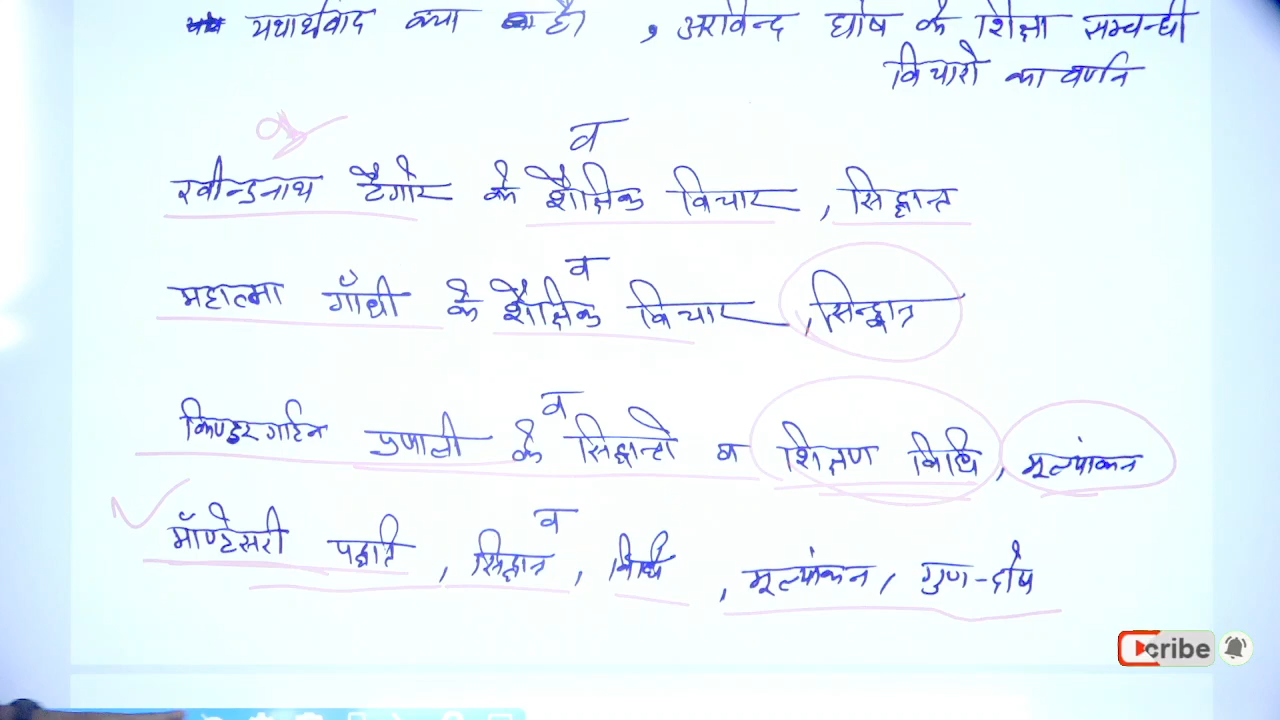 यथार्थवाद क्या है। , अरविन्द घोष के शिक्षा सम्बन्धी
विचारो का वर्णन
व
रवीन्द्रनाथ टैगोर के शैक्षिक विचार , सिद्धान्त
व
महात्मा गाँधी के शैक्षिक विचार , सिद्धान्त
व
किण्डरगार्टन प्रणाली के सिद्धान्तो व शिक्षण विधि , मूल्यांकन
व
मॉण्टेसरी पद्धति , सिद्धान्त , विधि , मूल्यांकन , गुण-दोष
cribe